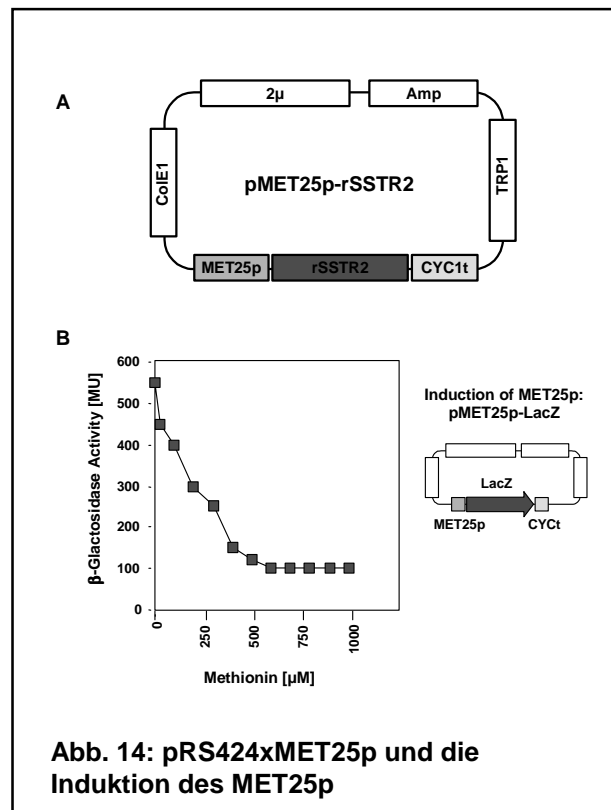 A
2µ
Amp
ColE1
pMET25p-rSSTR2
TRP1
MET25p
rSSTR2
CYC1t
B
600
500
400
300
200
100
0
β-Glactosidase Activity [MU]
0
250
500
750
1000
Methionin [µM]
Induction of MET25p:
pMET25p-LacZ
LacZ
MET25p
CYCt
Abb. 14: pRS424xMET25p und die
Induktion des MET25p